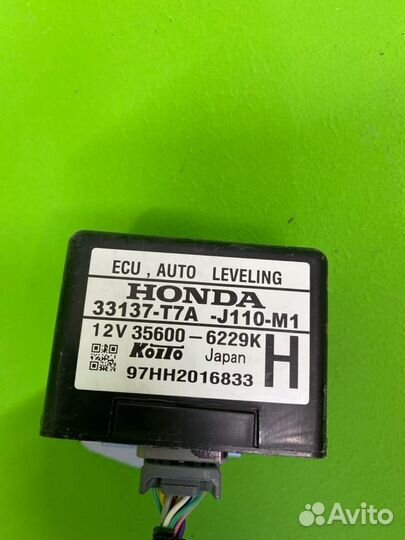 ECU , AUTO LEVELING
HONDA
33137-T7A -J110-M1
12V 35600-6229K
KOITO Japan
H
97HH2016833
Avito